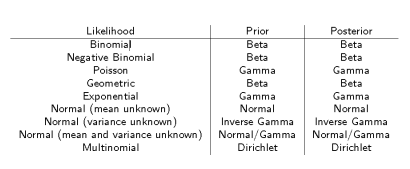 Likelihood Prior Posterior
Binomial Beta Beta
Negative Binomial Beta Beta
Poisson Gamma Gamma
Geometric Beta Beta
Exponential Gamma Gamma
Normal (mean unknown) Normal Normal
Normal (variance unknown) Inverse Gamma Inverse Gamma
Normal (mean and variance unknown) Normal/Gamma Normal/Gamma
Multinomial Dirichlet Dirichlet